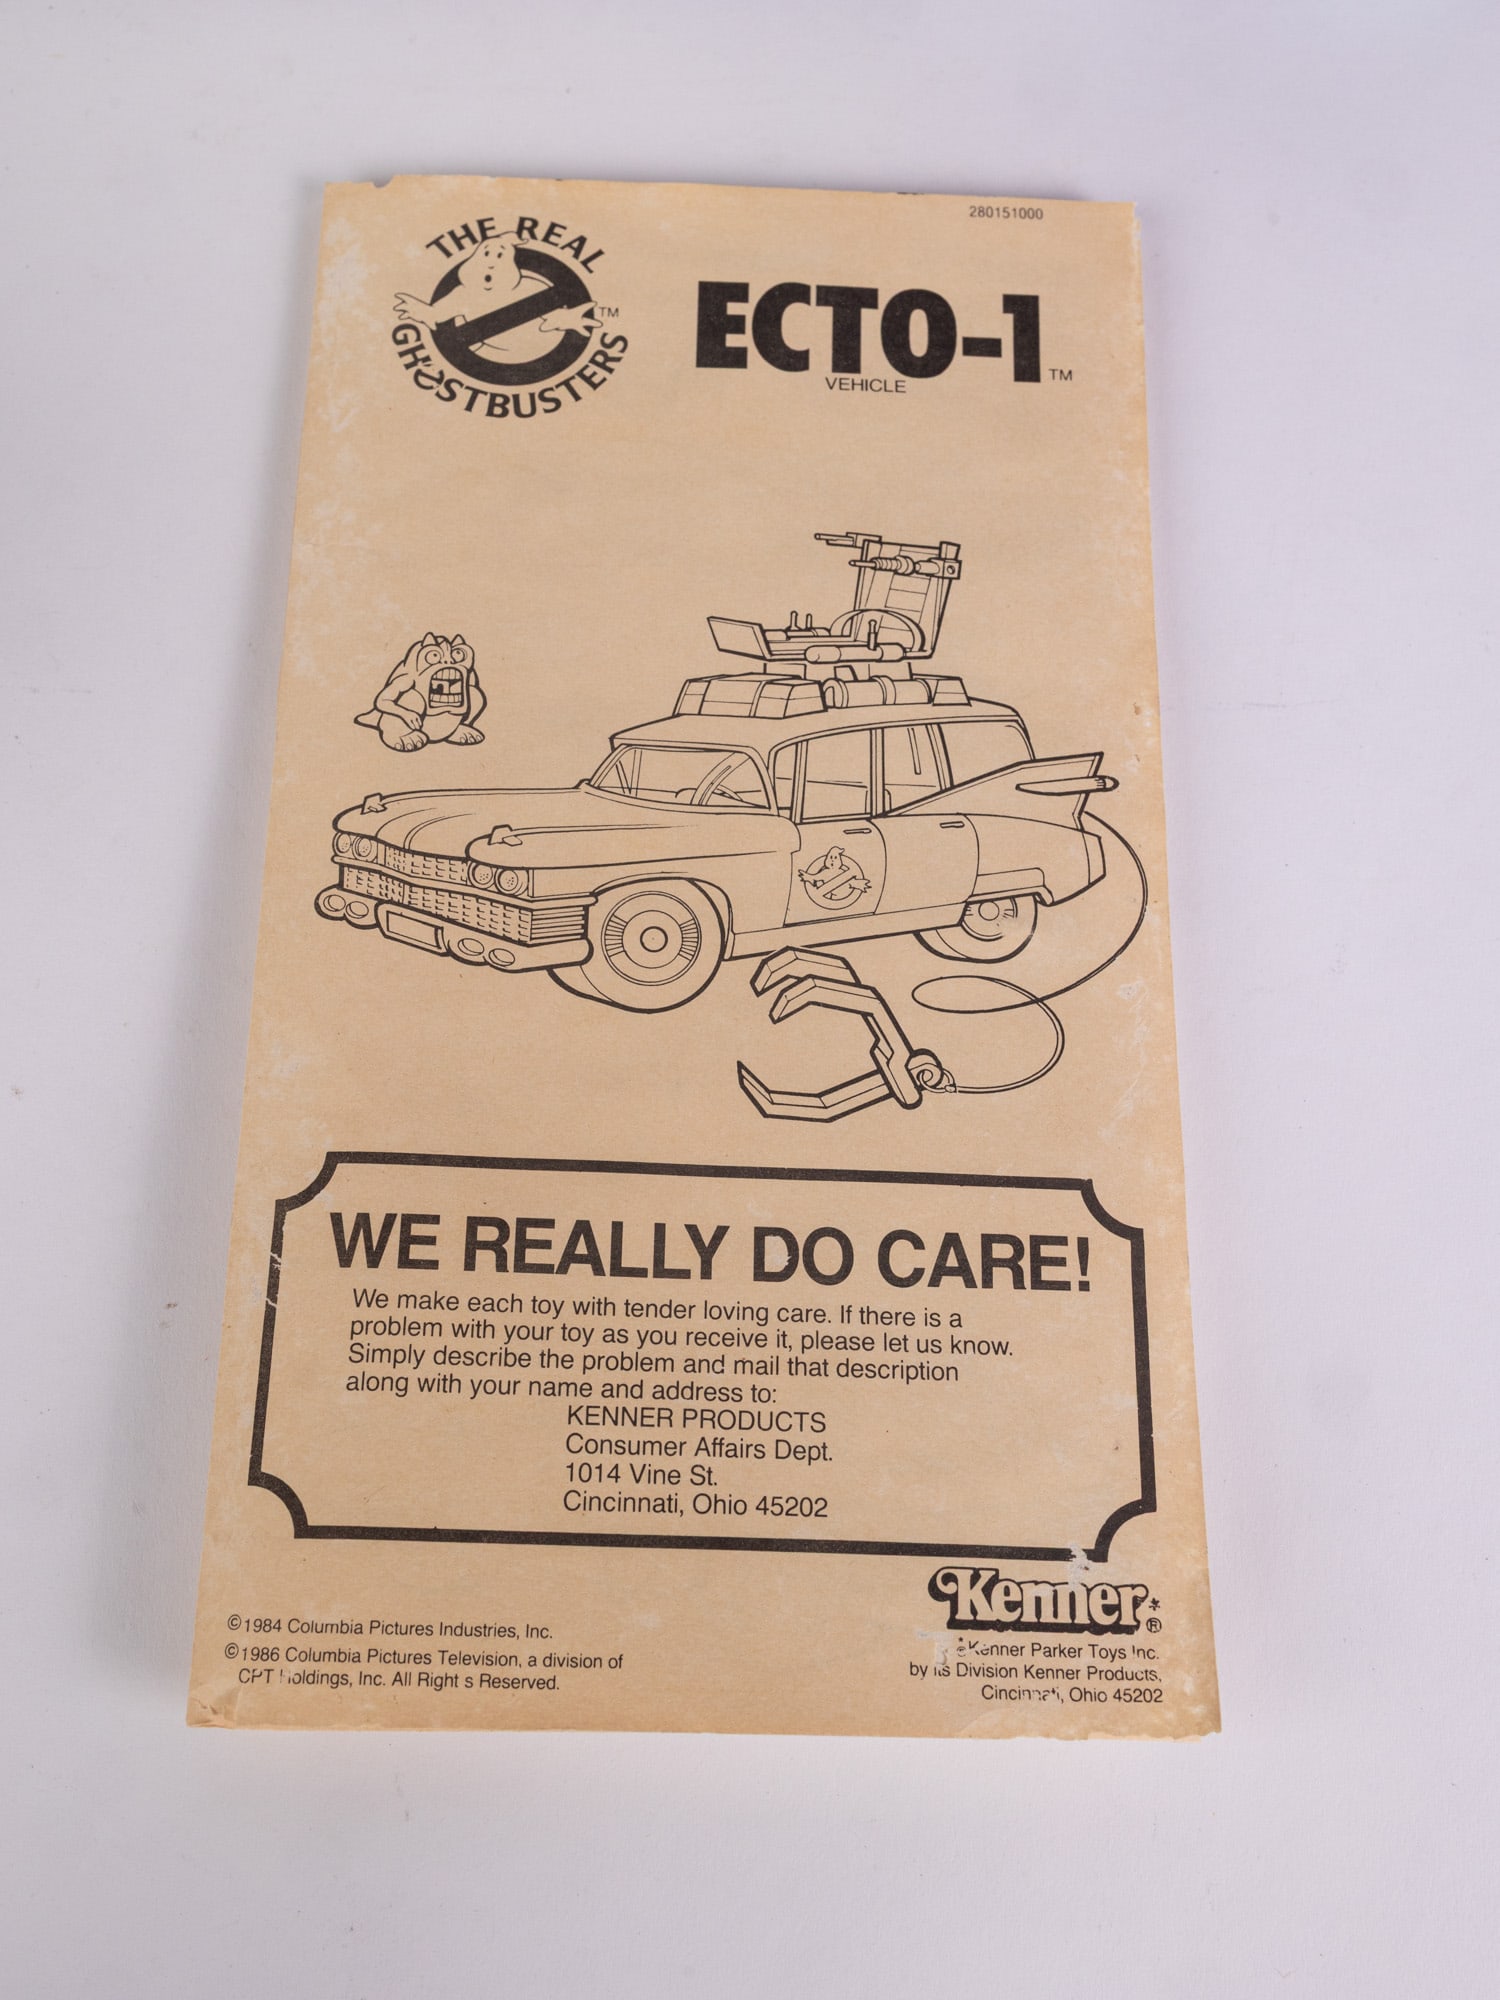 280151000
THE REAL
GHOSTBUSTERS
TM
ECTO-1
VEHICLE
TM
WE REALLY DO CARE!
We make each toy with tender loving care. If there is a
problem with your toy as you receive it, please let us know.
Simply describe the problem and mail that description
along with your name and address to:
KENNER PRODUCTS
Consumer Affairs Dept.
1014 Vine St.
Cincinnati, Ohio 45202
Kenner®
©1984 Columbia Pictures Industries, Inc.
©1986 Columbia Pictures Television, a division of
CPT Holdings, Inc. All Right s Reserved.
Kenner Parker Toys Inc.
by its Division Kenner Products,
Cincinnati, Ohio 45202